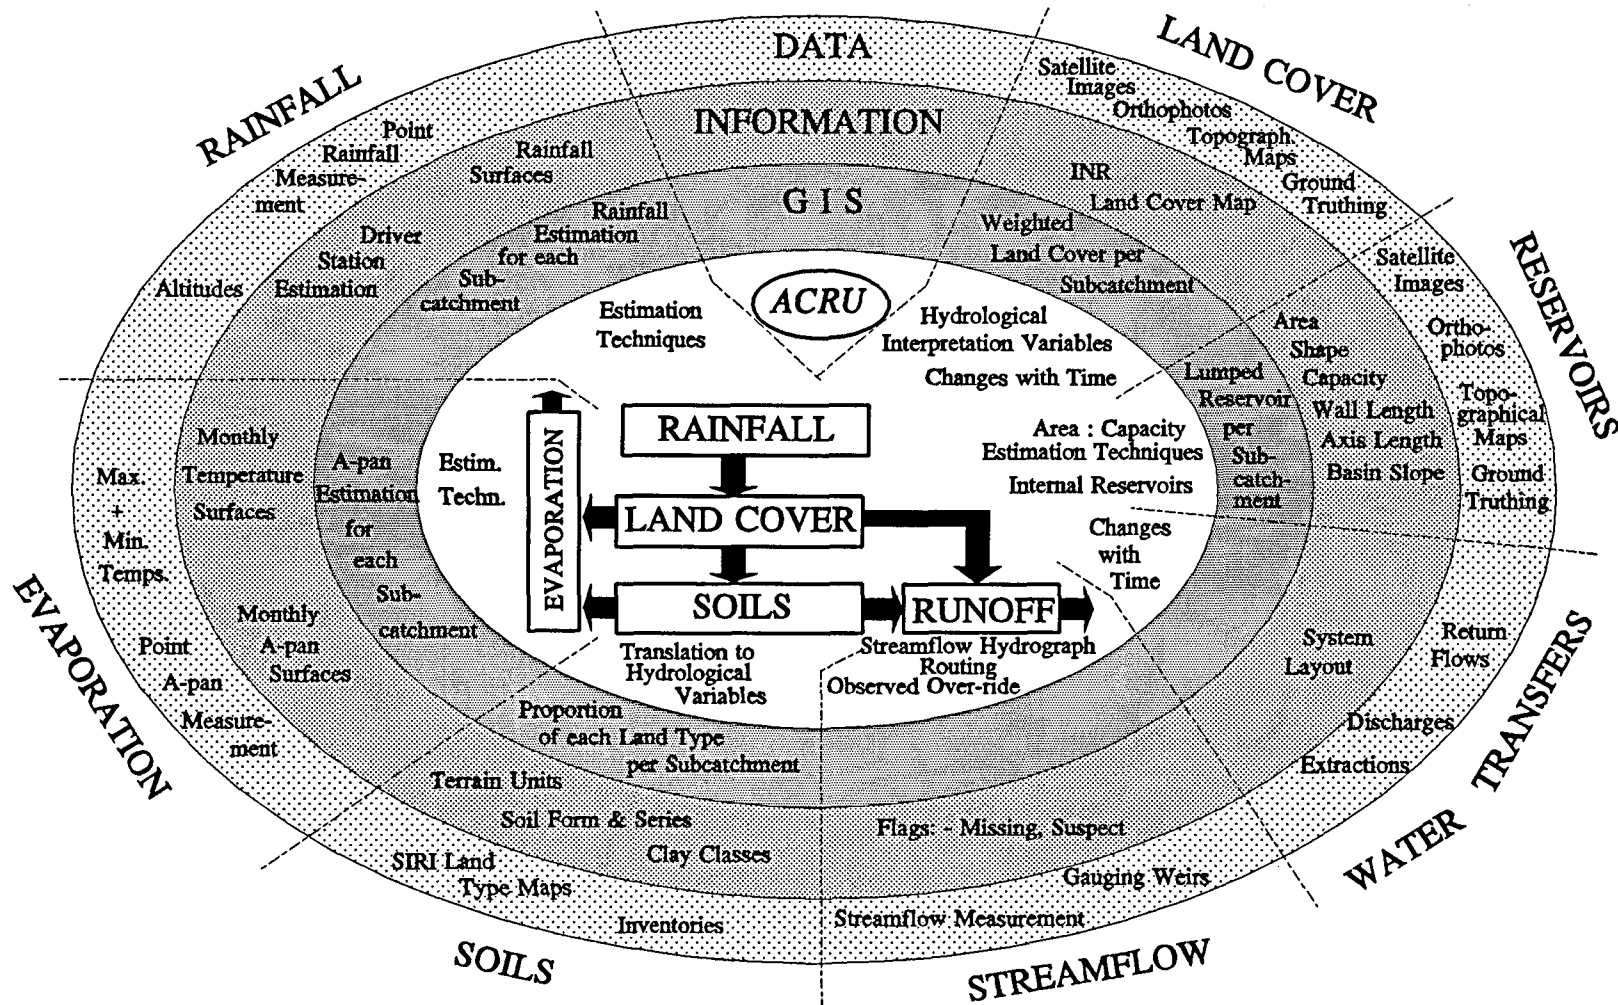 DATA
INFORMATION
G I S
ACRU
RAINFALL
Point
Rainfall
Measure-
ment
Altitudes
Rainfall
Surfaces
Driver
Station
Estimation
Rainfall
Estimation
for each
Sub-
catchment
Estimation
Techniques
LAND COVER
Satellite
Images
Orthophotos
Topograph.
Maps
Ground
Truthing
INR
Land Cover Map
Weighted
Land Cover per
Subcatchment
Hydrological
Interpretation Variables
Changes with Time
RESERVOIRS
Satellite
Images
Ortho-
photos
Topo-
graphical
Maps
Ground
Truthing
Area
Shape
Capacity
Wall Length
Axis Length
Basin Slope
Lumped
Reservoir
per
Sub-
catch-
ment
Area : Capacity
Estimation Techniques
Internal Reservoirs
WATER TRANSFERS
Return
Flows
Discharges
Extractions
System
Layout
Changes
with
Time
STREAMFLOW
Streamflow Measurement
Gauging Weirs
Flags: - Missing, Suspect
Streamflow Hydrograph
Routing
Observed Over-ride
SOILS
SIRI Land
Type Maps
Inventories
Terrain Units
Soil Form & Series
Clay Classes
Proportion
of each Land Type
per Subcatchment
Translation to
Hydrological
Variables
EVAPORATION
Max.
+
Min.
Temps.
Point
A-pan
Measure-
ment
Monthly
Temperature
Surfaces
Monthly
A-pan
Surfaces
A-pan
Estimation
for
each
Sub-
catchment
Estim.
Techn.
EVAPORATION
RAINFALL
LAND COVER
SOILS
RUNOFF